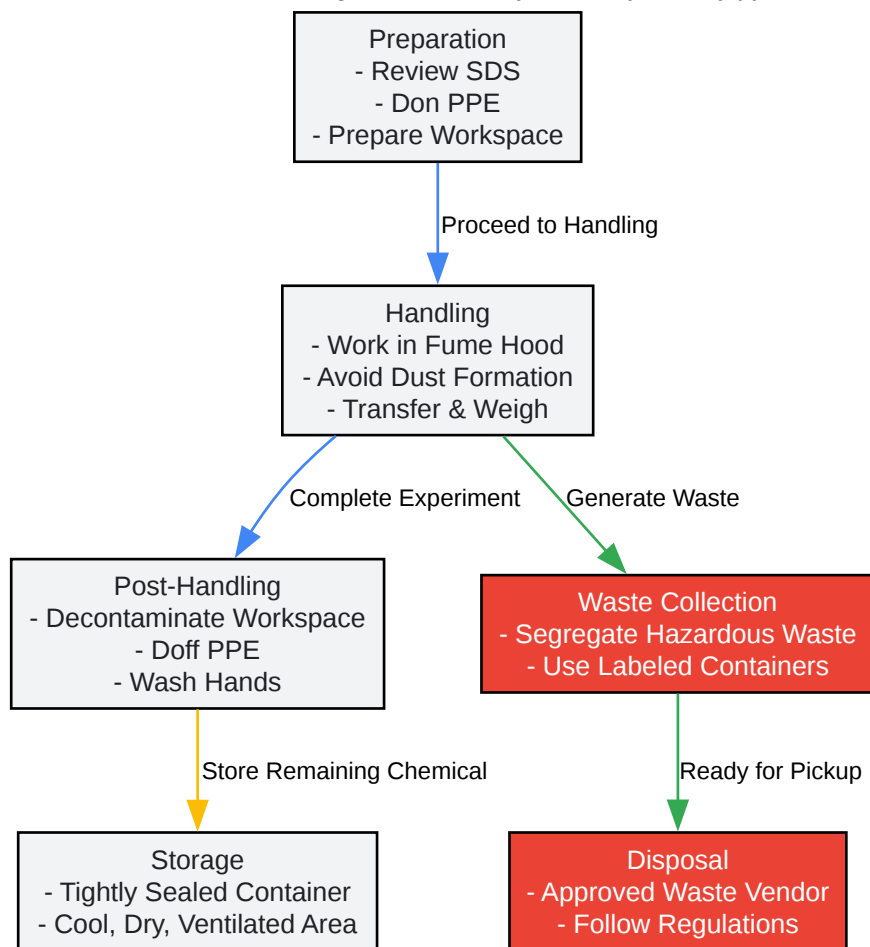 Preparation
- Review SDS
- Don PPE
- Prepare Workspace
Proceed to Handling
Handling
- Work in Fume Hood
- Avoid Dust Formation
- Transfer & Weigh
Complete Experiment
Generate Waste
Post-Handling
- Decontaminate Workspace
- Doff PPE
- Wash Hands
Waste Collection
- Segregate Hazardous Waste
- Use Labeled Containers
Store Remaining Chemical
Ready for Pickup
Storage
- Tightly Sealed Container
- Cool, Dry, Ventilated Area
Disposal
- Approved Waste Vendor
- Follow Regulations